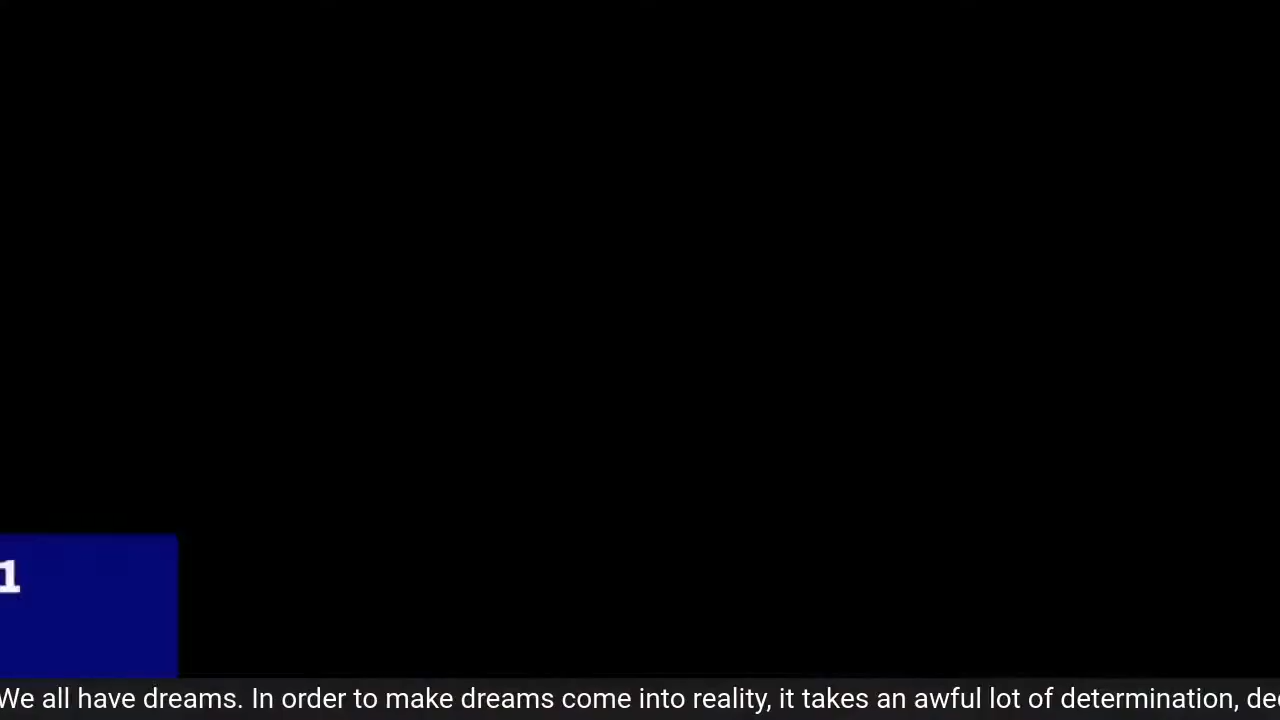 1
We all have dreams. In order to make dreams come into reality, it takes an awful lot of determination,